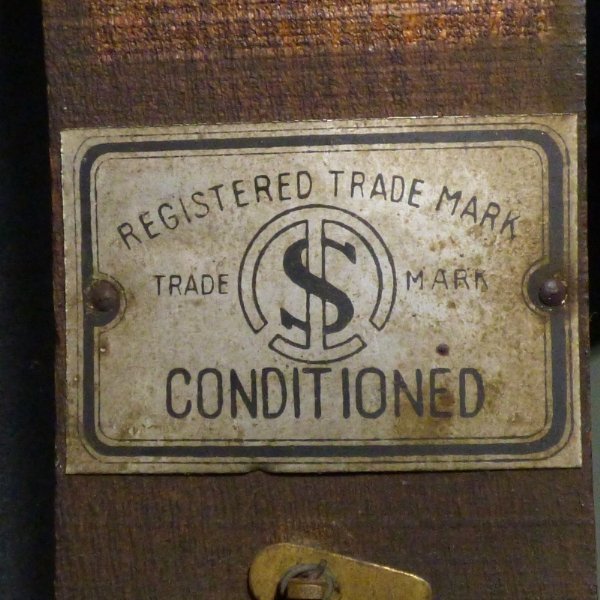 REGISTERED TRADE MARK
TRADE S MARK
CONDITIONED